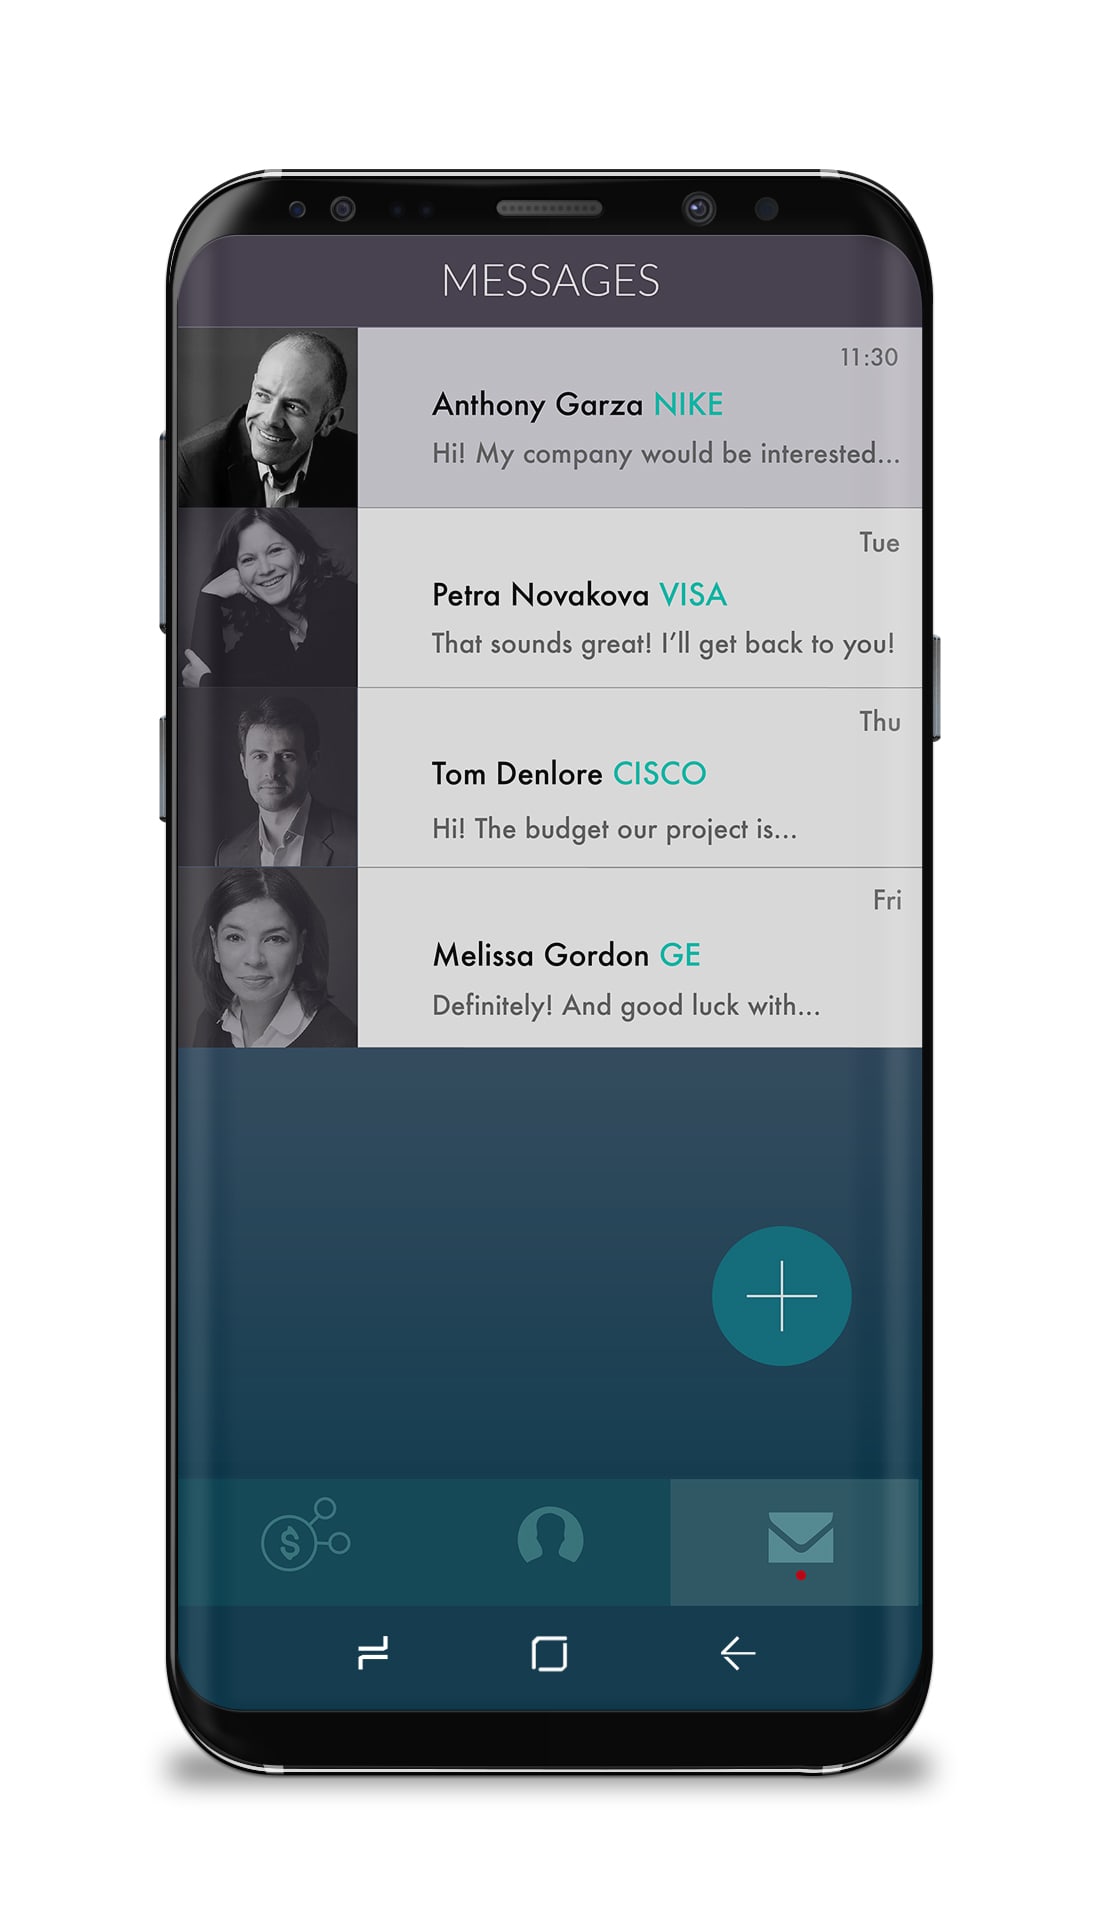 MESSAGES
11:30
Anthony Garza NIKE
Hi! My company would be interested...
Tue
Petra Novakova VISA
That sounds great! I'll get back to you!
Thu
Tom Denlore CISCO
Hi! The budget our project is...
Fri
Melissa Gordon GE
Definitely! And good luck with...
$